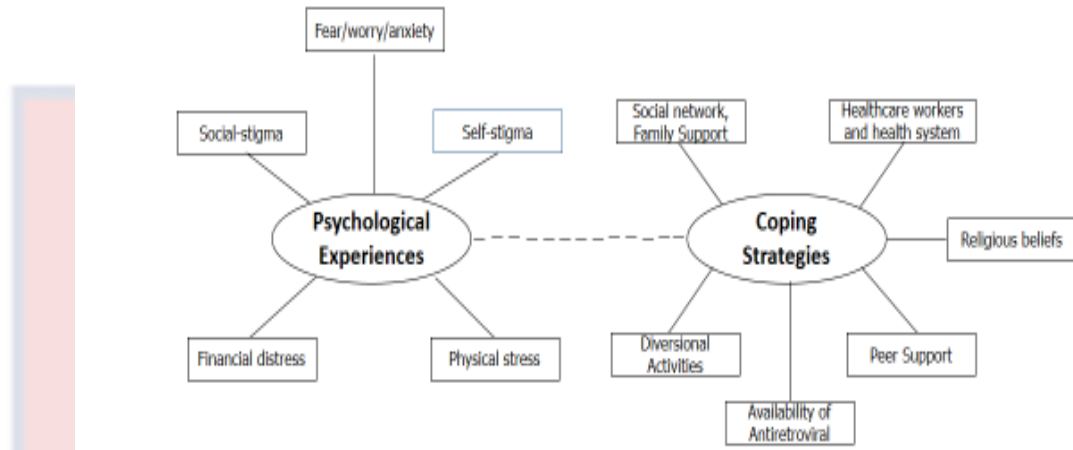 Fear/worry/anxiety
Social-stigma
Self-stigma
Psychological
Experiences
Financial distress
Physical stress
Social network,
Family Support
Healthcare workers
and health system
Coping
Strategies
Religious beliefs
Diversional
Activities
Peer Support
Availability of
Antiretroviral